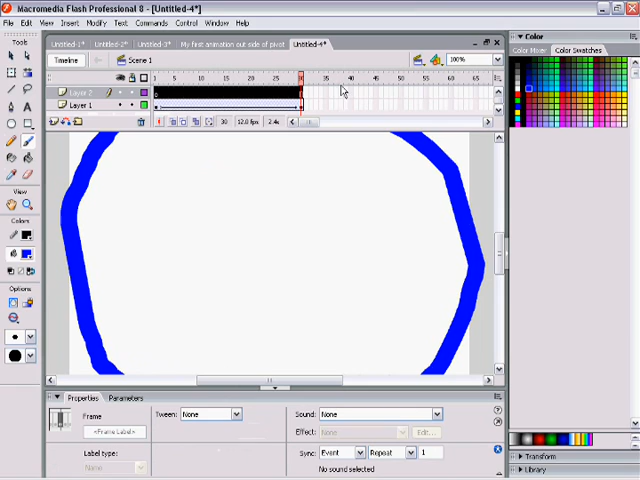 Macromedia Flash Professional 8 - [Untitled-4*]
File Edit View Insert Modify Text Commands Control Window Help
Tools
View
Colors
Options
Untitled-1* Untitled-2* Untitled-3* My first animation out side of pivot Untitled-4*
Timeline Scene 1 100%
1 5 10 15 20 25 30 35 40 45 50 55 60 65
Layer 2
Layer 1
30 12.0 fps 2.4s
Properties Parameters
Frame Tween: None Sound: None
<Frame Label> Effect: None Edit...
Label type: Sync: Event Repeat 1
None No sound selected
Color
Color Mixer Color Swatches
Transform
Library